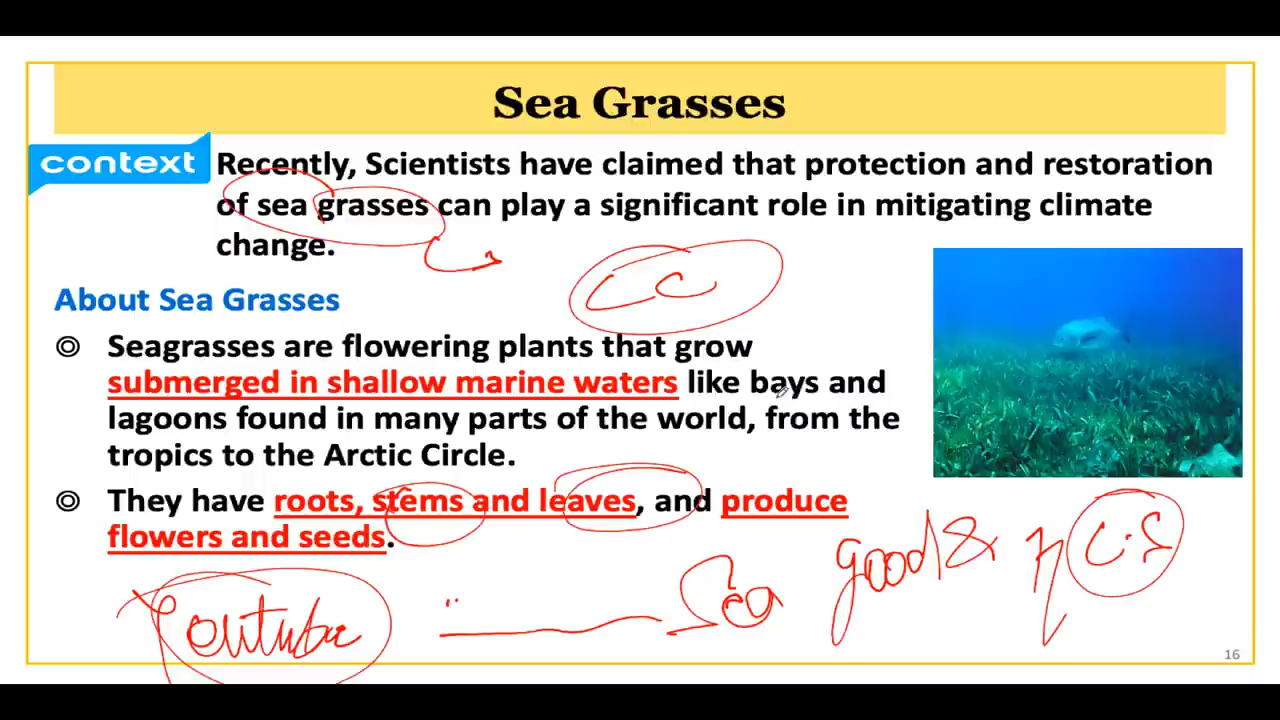 Sea Grasses
context
Recently, Scientists have claimed that protection and restoration
of sea grasses can play a significant role in mitigating climate
change.
CC
About Sea Grasses
◎ Seagrasses are flowering plants that grow
submerged in shallow marine waters like bays and
lagoons found in many parts of the world, from the
tropics to the Arctic Circle.
◎ They have roots, stems and leaves, and produce
flowers and seeds.
Youtube Sea good
16